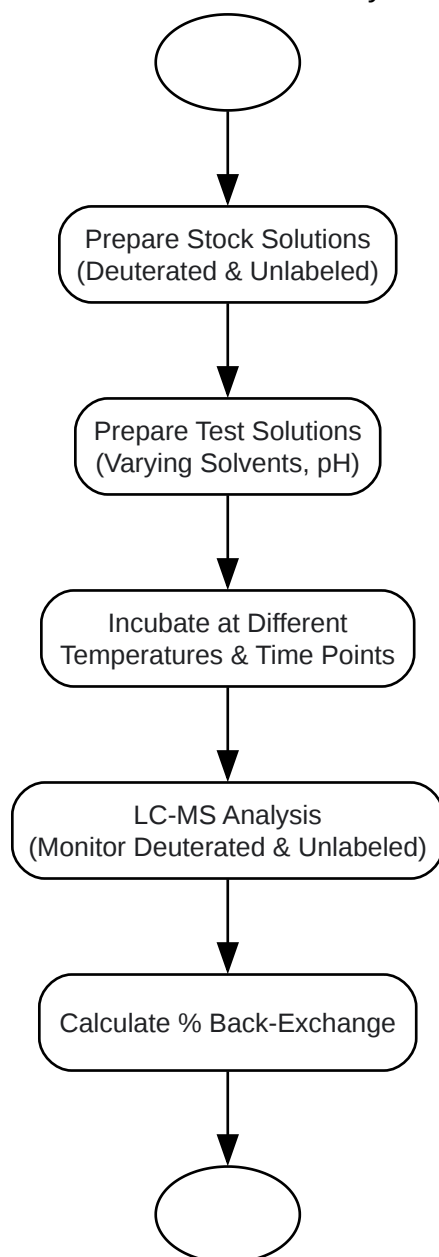 Prepare Stock Solutions
(Deuterated & Unlabeled)
Prepare Test Solutions
(Varying Solvents, pH)
Incubate at Different
Temperatures & Time Points
LC-MS Analysis
(Monitor Deuterated & Unlabeled)
Calculate % Back-Exchange